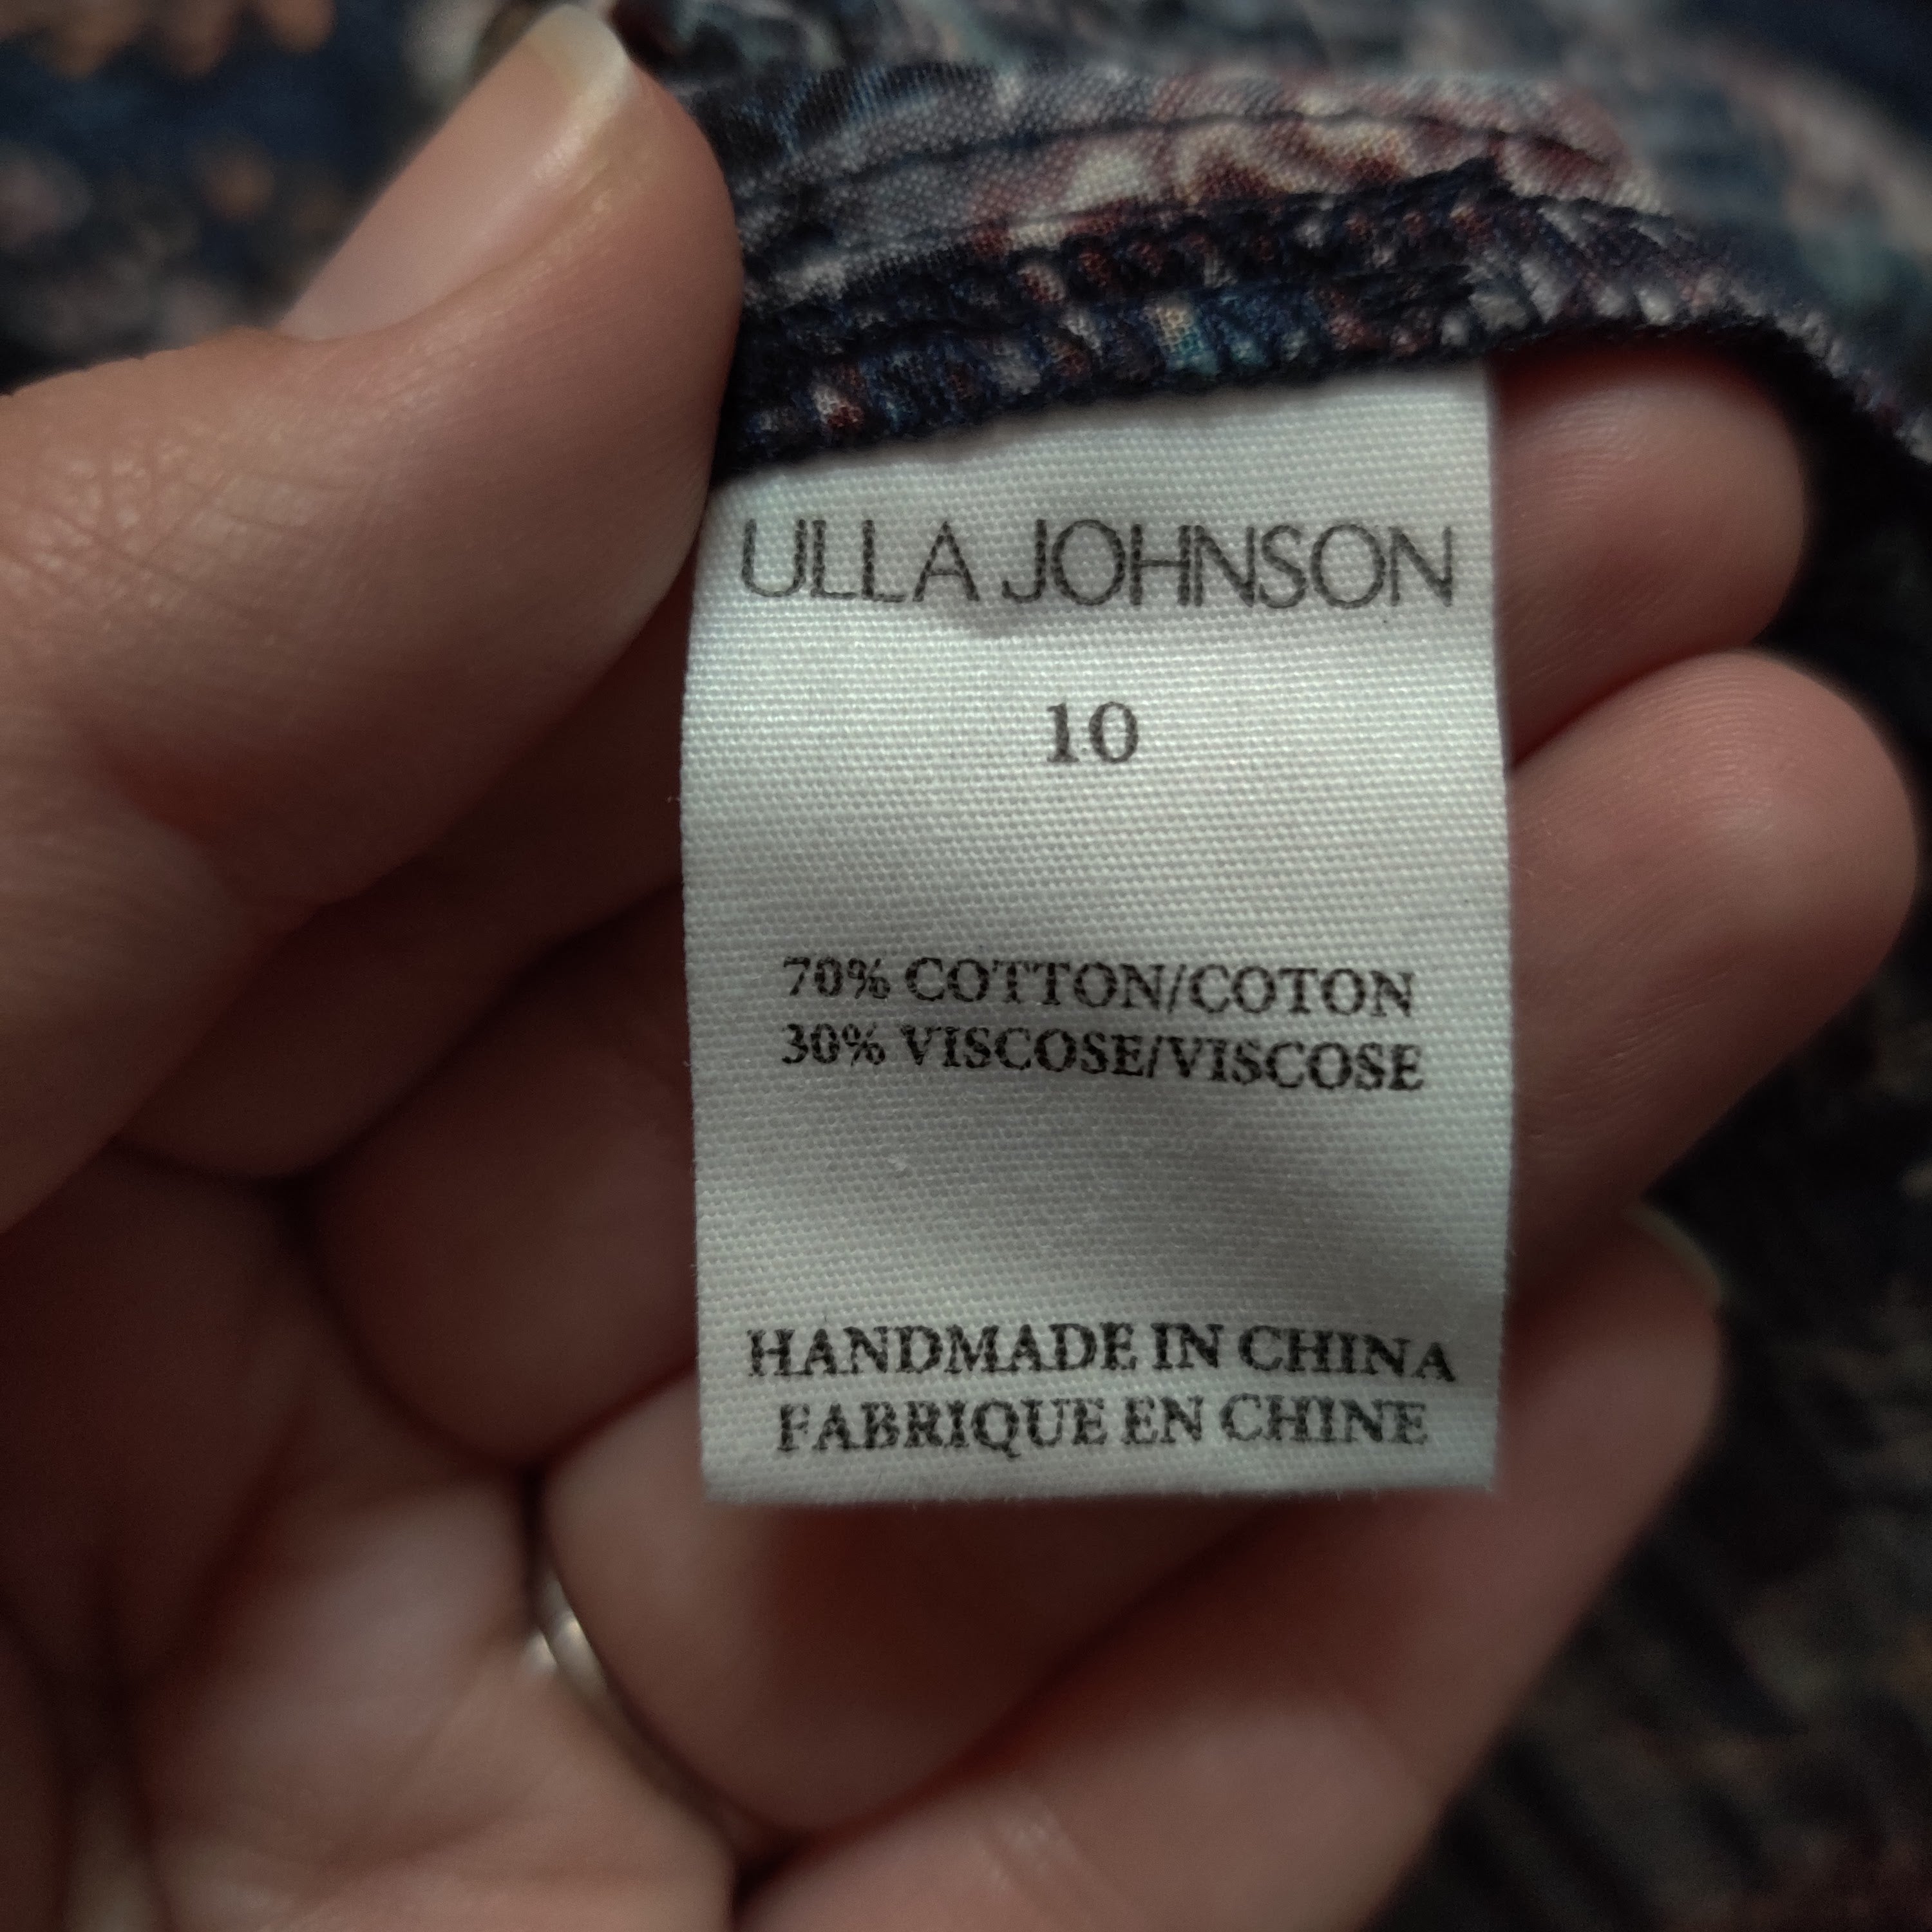 ULLA JOHNSON
10
70% COTTON/COTON
30% VISCOSE/VISCOSE
HANDMADE IN CHINA
FABRIQUE EN CHINE